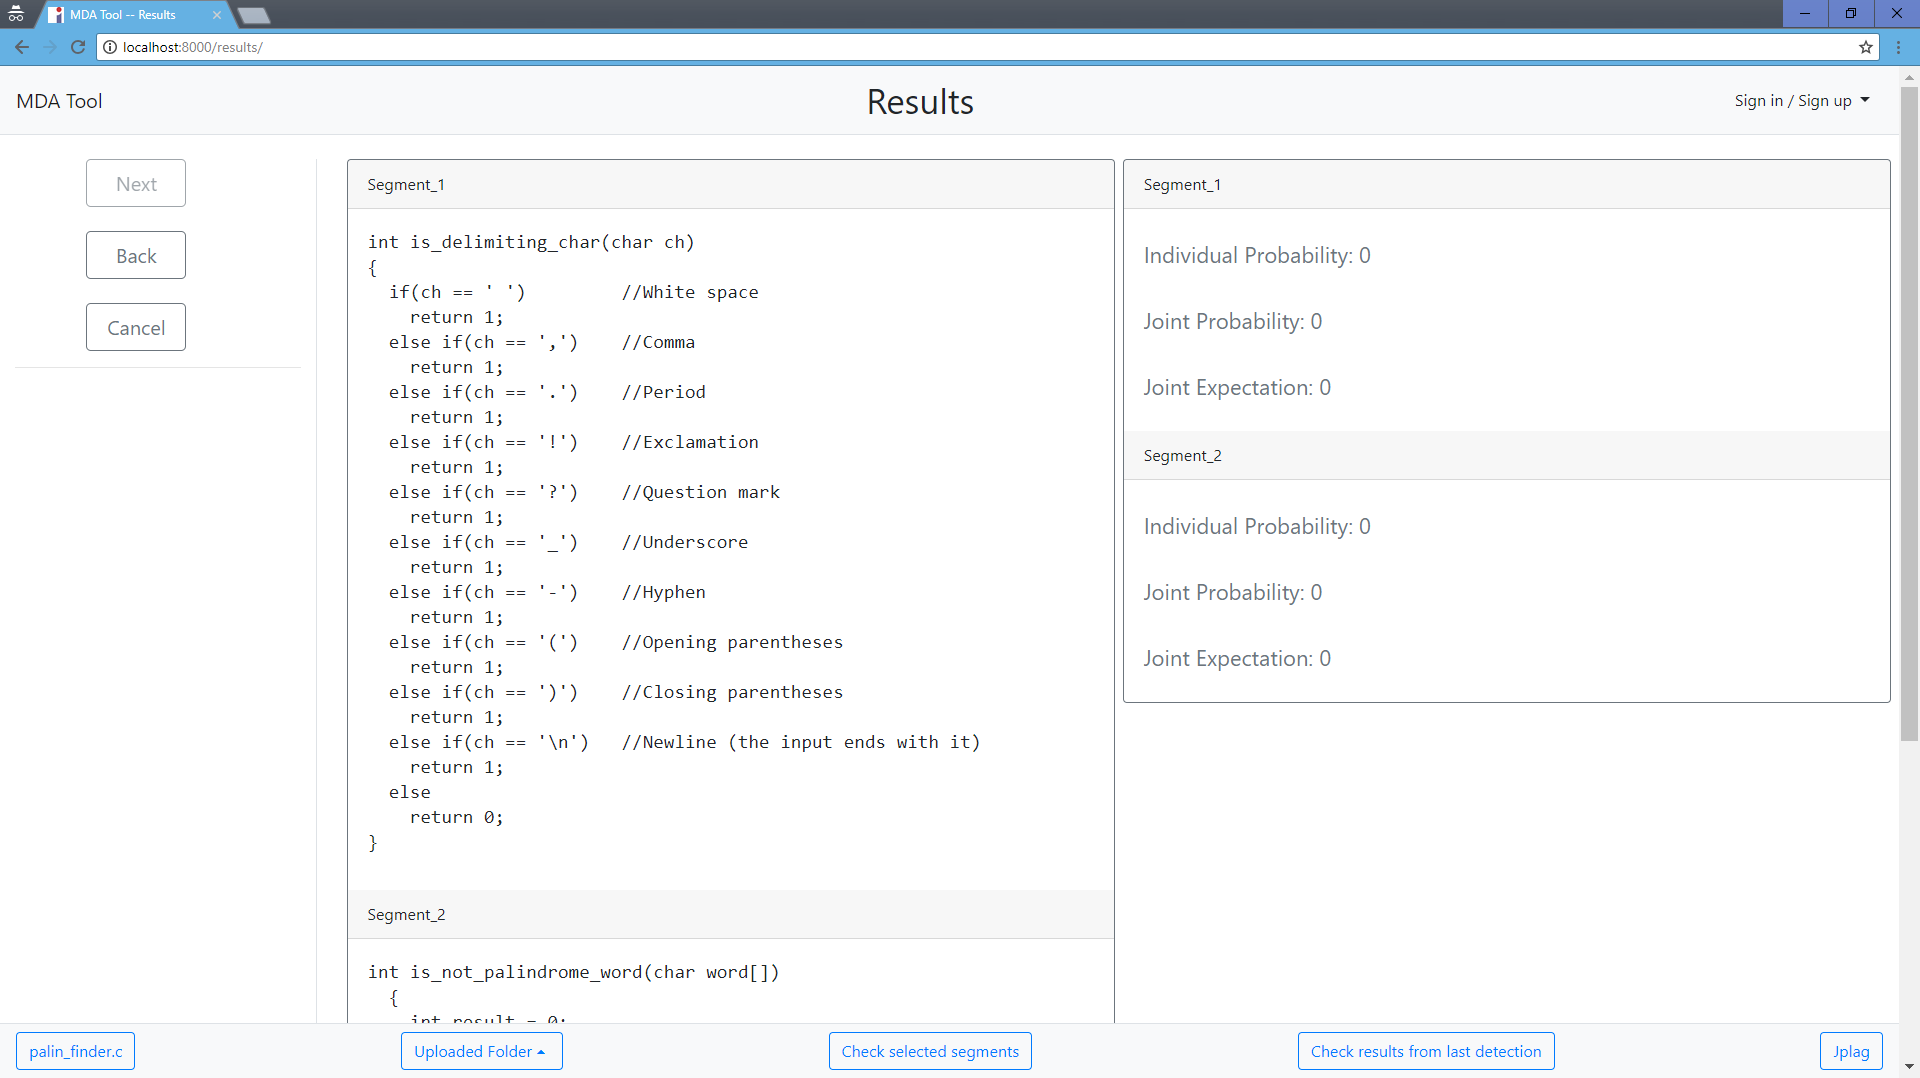 MDA Tool -- Results
localhost:8000/results/
MDA Tool
Results
Sign in / Sign up
Next
Back
Cancel
Segment_1
int is_delimiting_char(char ch)
{
  if(ch == ' ')         //White space
    return 1;
  else if(ch == ',')    //Comma
    return 1;
  else if(ch == '.')    //Period
    return 1;
  else if(ch == '!')    //Exclamation
    return 1;
  else if(ch == '?')    //Question mark
    return 1;
  else if(ch == '_')    //Underscore
    return 1;
  else if(ch == '-')    //Hyphen
    return 1;
  else if(ch == '(')    //Opening parentheses
    return 1;
  else if(ch == ')')    //Closing parentheses
    return 1;
  else if(ch == '\n')   //Newline (the input ends with it)
    return 1;
  else
    return 0;
}
Segment_2
int is_not_palindrome_word(char word[])
  {
    int result = 0;
Segment_1
Individual Probability: 0
Joint Probability: 0
Joint Expectation: 0
Segment_2
Individual Probability: 0
Joint Probability: 0
Joint Expectation: 0
palin_finder.c
Uploaded Folder
Check selected segments
Check results from last detection
Jplag